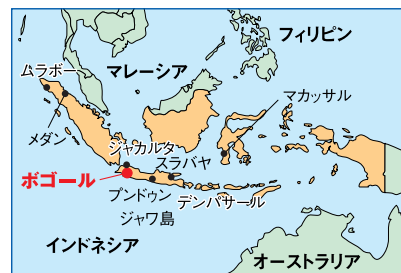 フィリピン
ムラボー
マレーシア
マカッサル
メダン
ジャカルタ
スラバヤ
ボゴール
プンドゥン
デンパサール
ジャワ島
インドネシア
オーストラリア